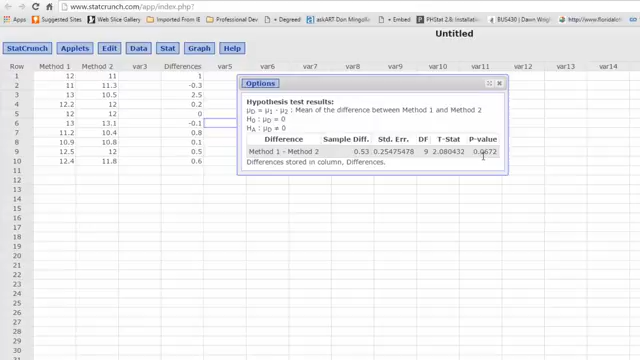 www.statcrunch.com/app/index.php?
Apps Suggested Sites Web Slice Gallery Imported From IE Professional Dev + Degreed askART Don Mingo + PHStat 2.8 BUS430 | Dawn Wright http://www.floridaloH
Untitled
StatCrunch Applets Edit Data Stat Graph Help
Row Method 1 Method 2 var3 Differences var5 var6 var7 var8 var9 var10 var11 var12 var13 var14
1 12 11 1
2 11 11.3 -0.3
3 13 10.5 2.5
4 12.2 12 0.2
5 12 12 0
6 13 13.1 -0.1
7 11.2 10.4 0.8
8 10.9 10.8 0.1
9 12.5 12 0.5
10 12.4 11.8 0.6
11
12
13
14
15
16
17
18
19
20
21
22
23
24
25
26
27
28
29
30
31
Options
Hypothesis test results:
μD = μ1 - μ2 : Mean of the difference between Method 1 and Method 2
H0 : μD = 0
HA : μD ≠ 0
Difference Sample Diff. Std. Err. DF T-Stat P-value
Method 1 - Method 2 0.53 0.25475478 9 2.080432 0.0672
Differences stored in column, Differences.